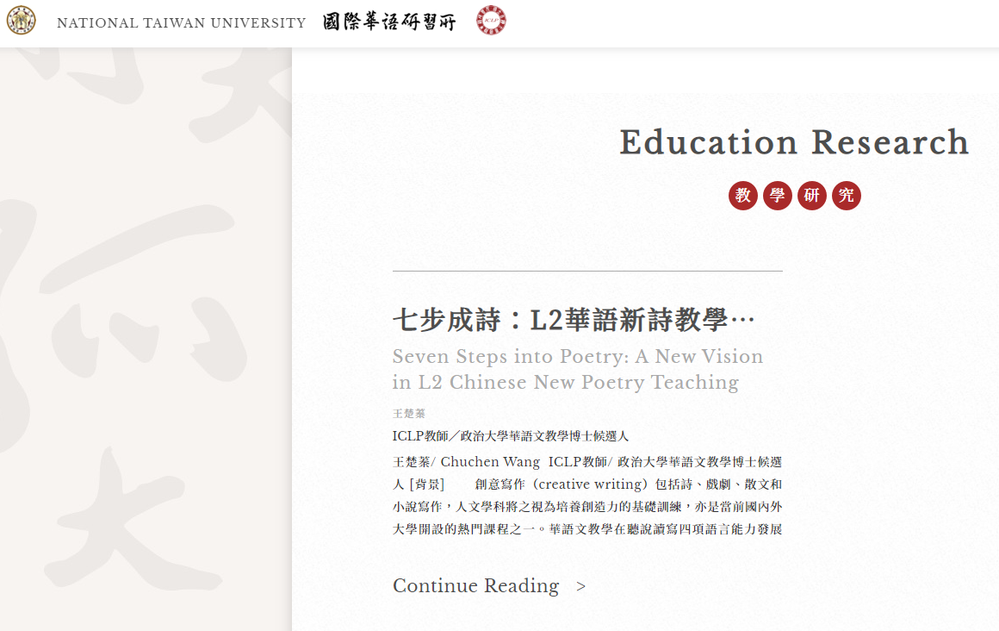 NATIONAL TAIWAN UNIVERSITY 國際華語研習所 ICLP
Education Research
教學研究
七步成詩：L2華語新詩教學…
Seven Steps into Poetry: A New Vision
in L2 Chinese New Poetry Teaching
王楚蓁
ICLP教師／政治大學華語文教學博士候選人
王楚蓁/ Chuchen Wang ICLP教師/ 政治大學華語文教學博士候選
人 [背景] 創意寫作（creative writing）包括詩、戲劇、散文和
小說寫作，人文學科將之視為培養創造力的基礎訓練，亦是當前國內外
大學開設的熱門課程之一。華語文教學在聽說讀寫四項語言能力發展
Continue Reading >